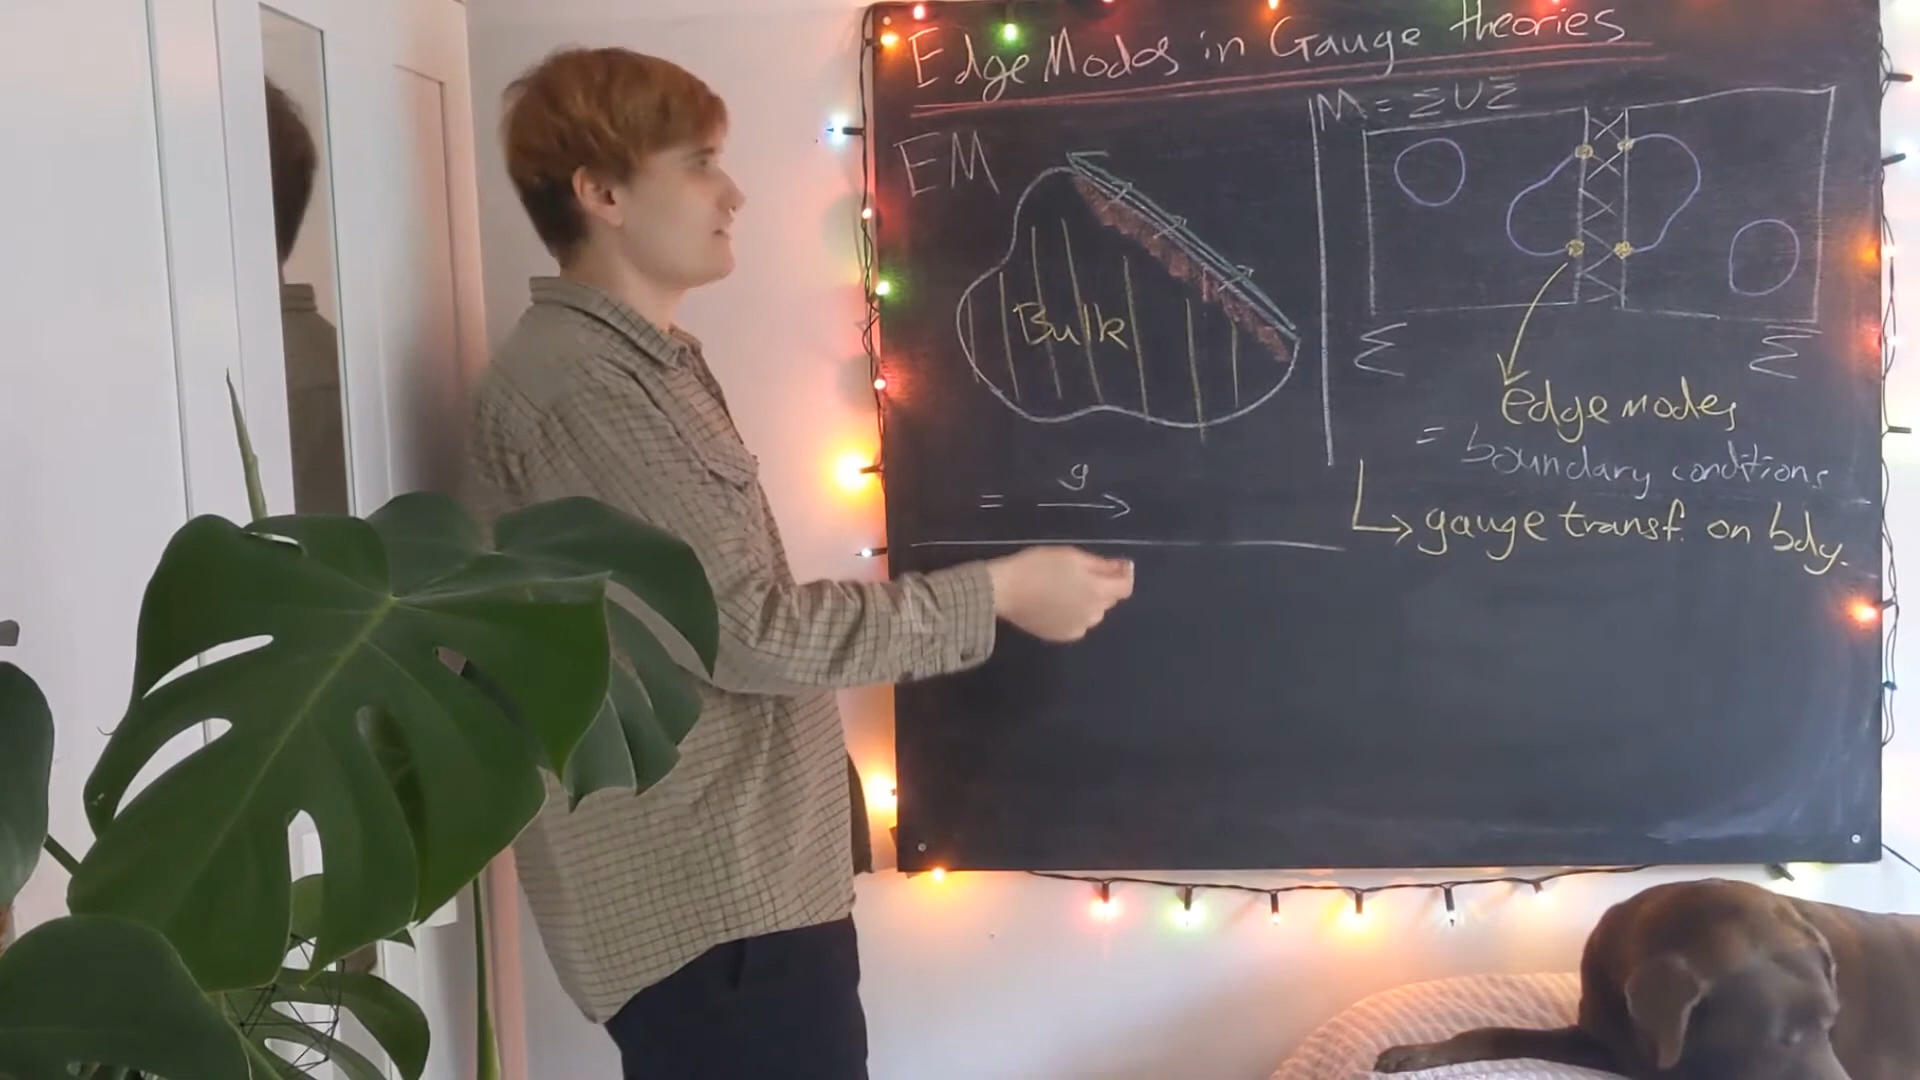 Edge Modes in Gauge theories
EM
Bulk
= g
M = Σ ∪ Σ̅
Σ
Σ̅
edge modes
= boundary conditions
↳ gauge transf. on bdy.